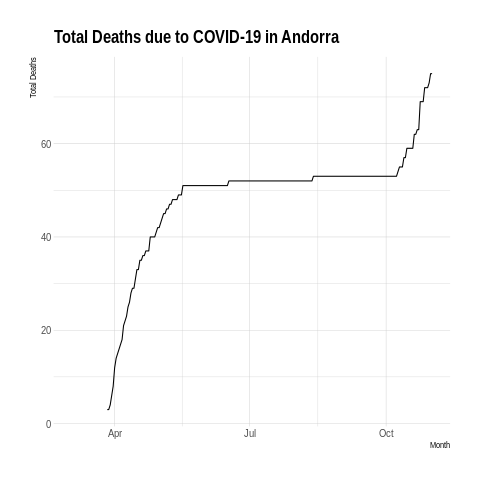 Total Deaths due to COVID-19 in Andorra
Total Deaths
60
40
20
0
Apr
Jul
Oct
Month